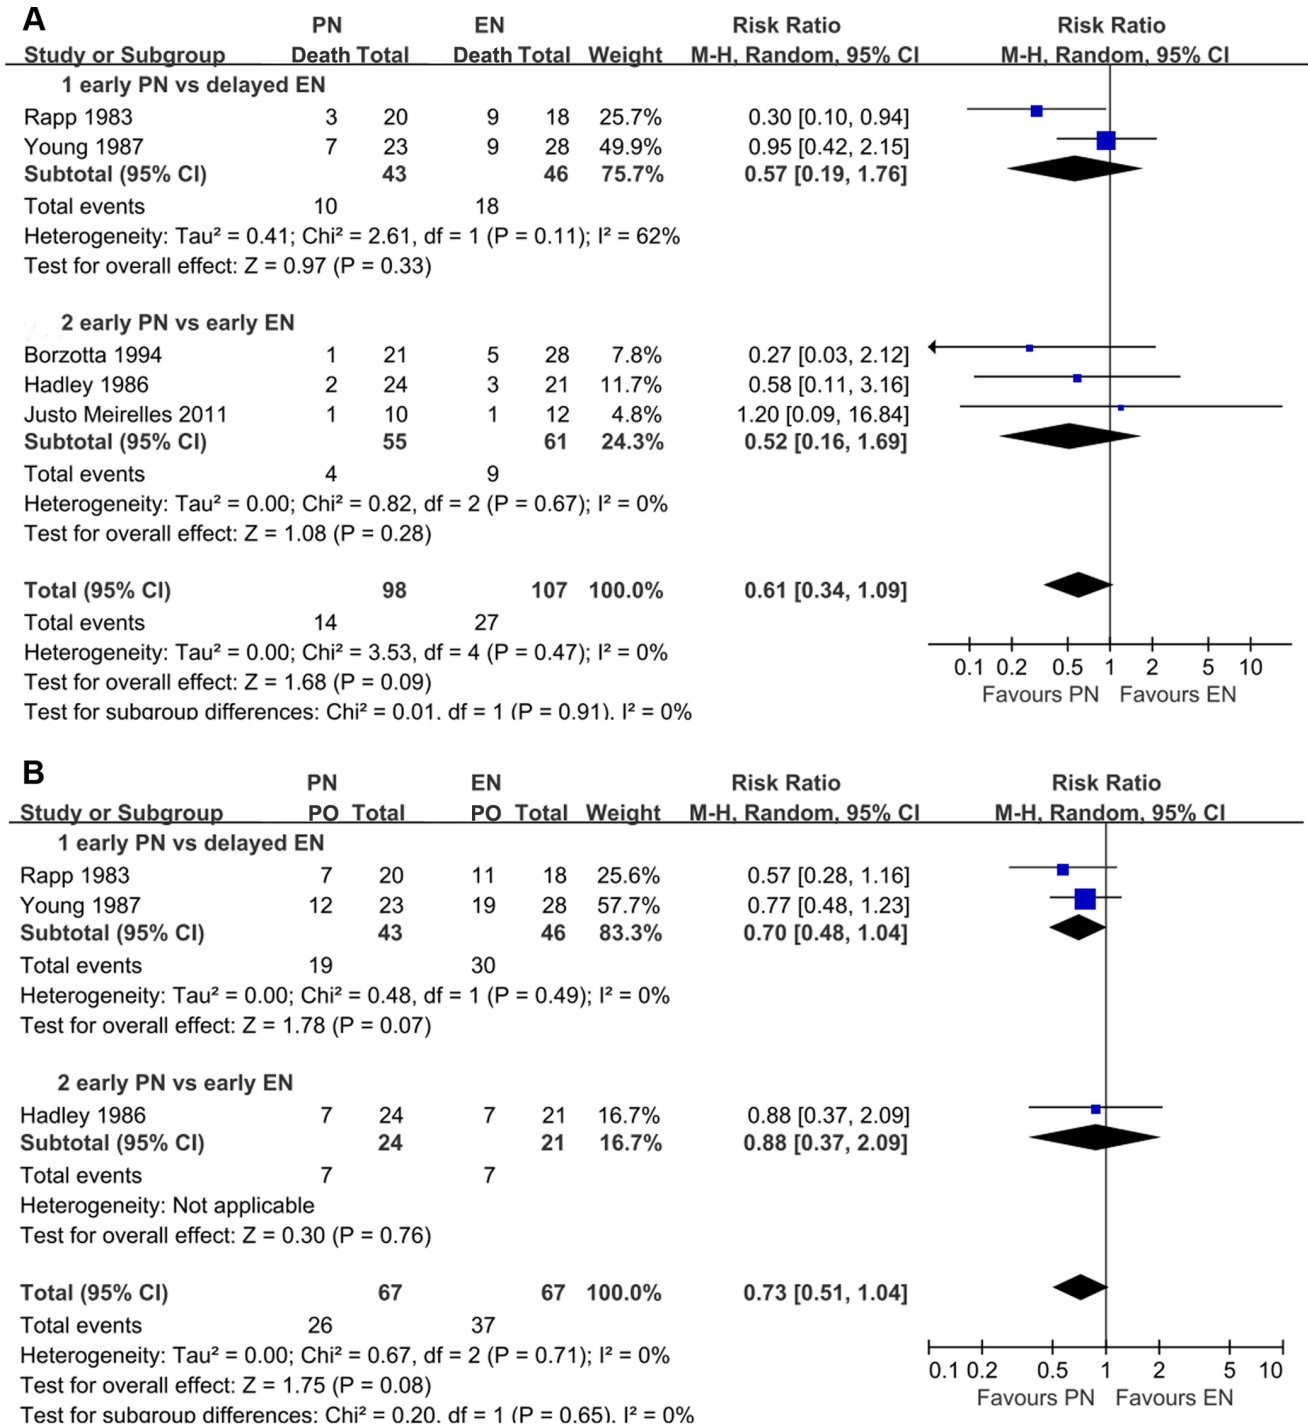 A
PN EN Risk Ratio Risk Ratio
Study or Subgroup Death Total Death Total Weight M-H, Random, 95% CI M-H, Random, 95% CI
1 early PN vs delayed EN
Rapp 1983 3 20 9 18 25.7% 0.30 [0.10, 0.94]
Young 1987 7 23 9 28 49.9% 0.95 [0.42, 2.15]
Subtotal (95% CI) 43 46 75.7% 0.57 [0.19, 1.76]
Total events 10 18
Heterogeneity: Tau² = 0.41; Chi² = 2.61, df = 1 (P = 0.11); I² = 62%
Test for overall effect: Z = 0.97 (P = 0.33)
2 early PN vs early EN
Borzotta 1994 1 21 5 28 7.8% 0.27 [0.03, 2.12]
Hadley 1986 2 24 3 21 11.7% 0.58 [0.11, 3.16]
Justo Meirelles 2011 1 10 1 12 4.8% 1.20 [0.09, 16.84]
Subtotal (95% CI) 55 61 24.3% 0.52 [0.16, 1.69]
Total events 4 9
Heterogeneity: Tau² = 0.00; Chi² = 0.82, df = 2 (P = 0.67); I² = 0%
Test for overall effect: Z = 1.08 (P = 0.28)
Total (95% CI) 98 107 100.0% 0.61 [0.34, 1.09]
Total events 14 27
Heterogeneity: Tau² = 0.00; Chi² = 3.53, df = 4 (P = 0.47); I² = 0%
Test for overall effect: Z = 1.68 (P = 0.09)
Test for subgroup differences: Chi² = 0.01, df = 1 (P = 0.91), I² = 0%
0.1 0.2 0.5 1 2 5 10
Favours PN Favours EN
B
PN EN Risk Ratio Risk Ratio
Study or Subgroup PO Total PO Total Weight M-H, Random, 95% CI M-H, Random, 95% CI
1 early PN vs delayed EN
Rapp 1983 7 20 11 18 25.6% 0.57 [0.28, 1.16]
Young 1987 12 23 19 28 57.7% 0.77 [0.48, 1.23]
Subtotal (95% CI) 43 46 83.3% 0.70 [0.48, 1.04]
Total events 19 30
Heterogeneity: Tau² = 0.00; Chi² = 0.48, df = 1 (P = 0.49); I² = 0%
Test for overall effect: Z = 1.78 (P = 0.07)
2 early PN vs early EN
Hadley 1986 7 24 7 21 16.7% 0.88 [0.37, 2.09]
Subtotal (95% CI) 24 21 16.7% 0.88 [0.37, 2.09]
Total events 7 7
Heterogeneity: Not applicable
Test for overall effect: Z = 0.30 (P = 0.76)
Total (95% CI) 67 67 100.0% 0.73 [0.51, 1.04]
Total events 26 37
Heterogeneity: Tau² = 0.00; Chi² = 0.67, df = 2 (P = 0.71); I² = 0%
Test for overall effect: Z = 1.75 (P = 0.08)
Test for subgroup differences: Chi² = 0.20, df = 1 (P = 0.65), I² = 0%
0.1 0.2 0.5 1 2 5 10
Favours PN Favours EN